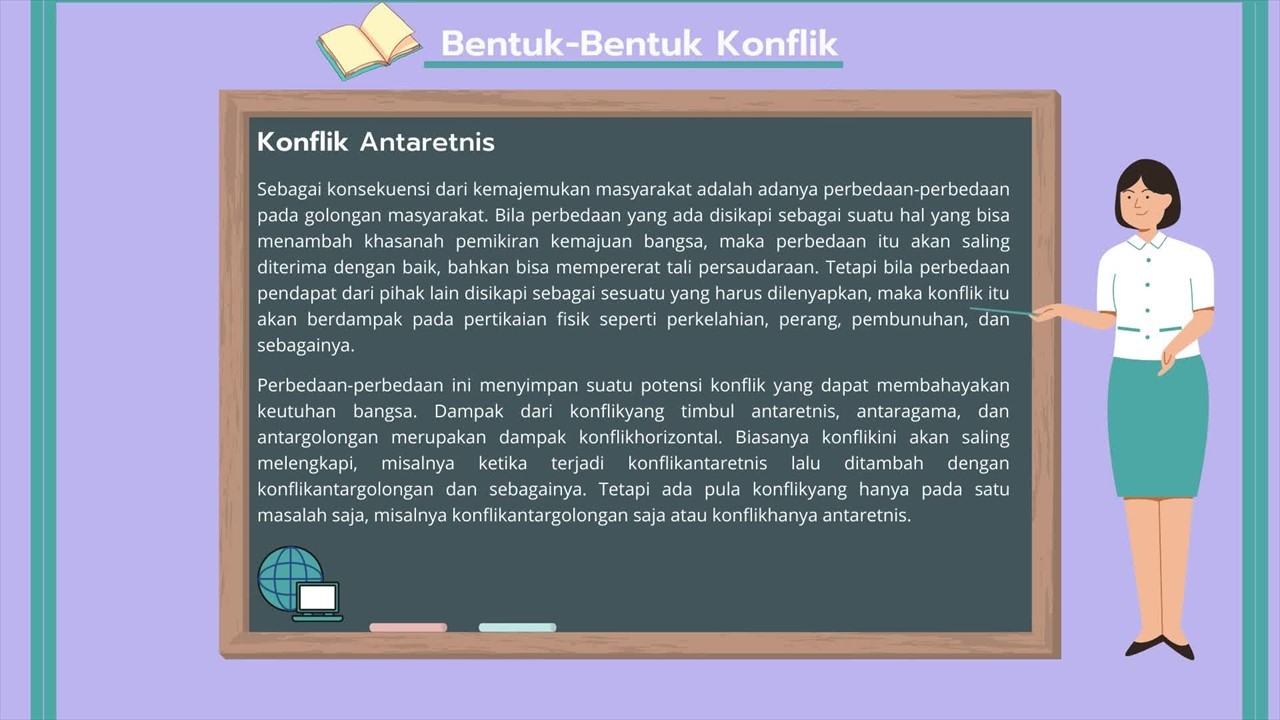 Bentuk-Bentuk Konflik
Konflik Antaretnis
Sebagai konsekuensi dari kemajemukan masyarakat adalah adanya perbedaan-perbedaan
pada golongan masyarakat. Bila perbedaan yang ada disikapi sebagai suatu hal yang bisa
menambah khasanah pemikiran kemajuan bangsa, maka perbedaan itu akan saling
diterima dengan baik, bahkan bisa mempererat tali persaudaraan. Tetapi bila perbedaan
pendapat dari pihak lain disikapi sebagai sesuatu yang harus dilenyapkan, maka konflik itu
akan berdampak pada pertikaian fisik seperti perkelahian, perang, pembunuhan, dan
sebagainya.
Perbedaan-perbedaan ini menyimpan suatu potensi konflik yang dapat membahayakan
keutuhan bangsa. Dampak dari konflikyang timbul antaretnis, antaragama, dan
antargolongan merupakan dampak konflikhorizontal. Biasanya konflikini akan saling
melengkapi, misalnya ketika terjadi konflikantaretnis lalu ditambah dengan
konflikantargolongan dan sebagainya. Tetapi ada pula konflikyang hanya pada satu
masalah saja, misalnya konflikantargolongan saja atau konflikhanya antaretnis.